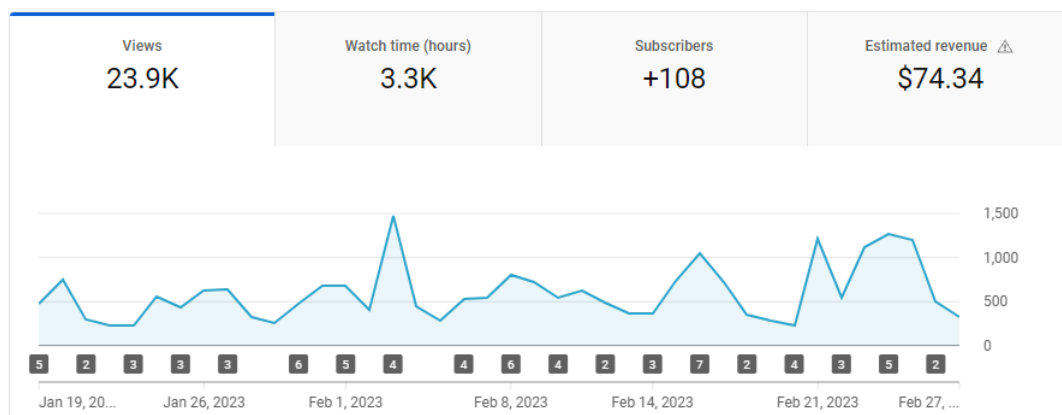 Views Watch time (hours) Subscribers Estimated revenue
23.9K 3.3K +108 $74.34
1,500
1,000
500
0
5 2 3 3 3 6 5 4 4 6 4 2 3 7 2 4 3 5 2
Jan 19, 20... Jan 26, 2023 Feb 1, 2023 Feb 8, 2023 Feb 14, 2023 Feb 21, 2023 Feb 27, ...